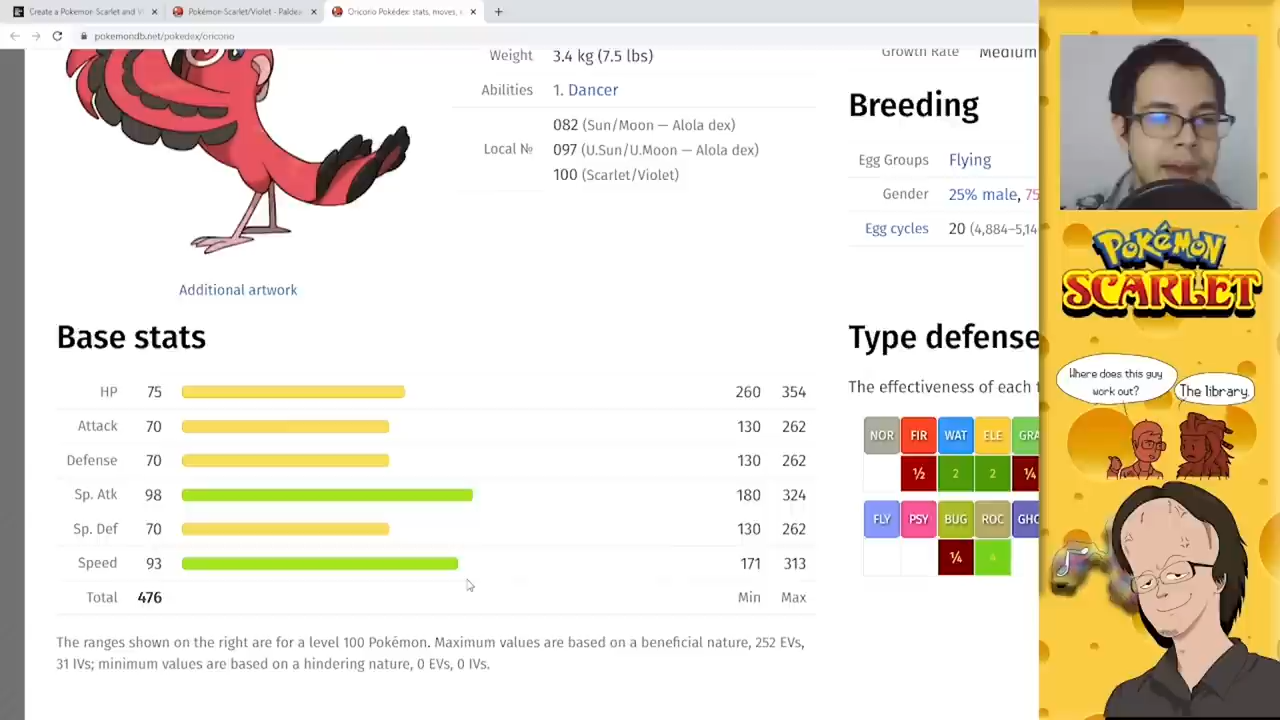 Create a Pokemon Scarlet and Vi
Pokémon Scarlet/Violet - Paldea
Oricorio Pokédex: stats, moves, e
pokemondb.net/pokedex/oricorio
Weight 3.4 kg (7.5 lbs)
Abilities 1. Dancer
082 (Sun/Moon — Alola dex)
Local № 097 (U.Sun/U.Moon — Alola dex)
100 (Scarlet/Violet)
Growth Rate Medium
Breeding
Egg Groups Flying
Gender 25% male, 75
Egg cycles 20 (4,884–5,14
Additional artwork
Base stats
HP 75 260 354
Attack 70 130 262
Defense 70 130 262
Sp. Atk 98 180 324
Sp. Def 70 130 262
Speed 93 171 313
Total 476 Min Max
The ranges shown on the right are for a level 100 Pokémon. Maximum values are based on a beneficial nature, 252 EVs,
31 IVs; minimum values are based on a hindering nature, 0 EVs, 0 IVs.
Type defense
The effectiveness of each t
NOR FIR WAT ELE GRA
½ 2 2 ¼
FLY PSY BUG ROC GHO
¼ 4
POKéMON
SCARLET
Where does this guy
work out?
The library.